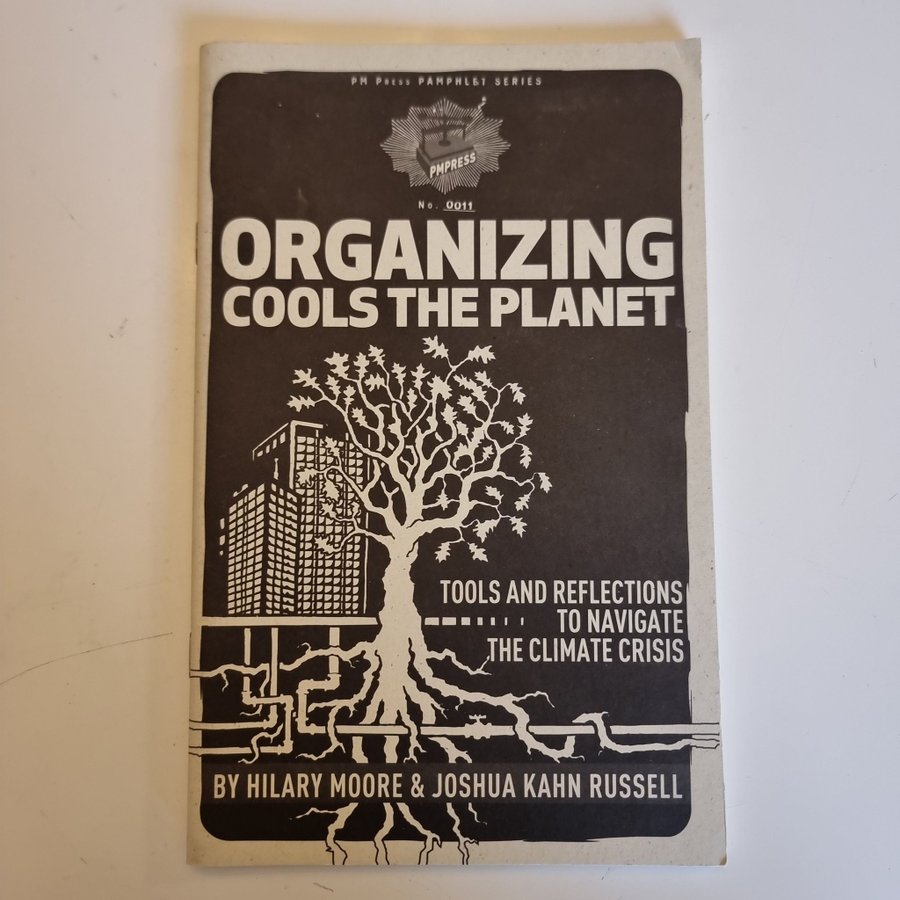 PM PRESS PAMPHLET SERIES
PMPRESS
No. 0011
ORGANIZING
COOLS THE PLANET
TOOLS AND REFLECTIONS
TO NAVIGATE
THE CLIMATE CRISIS
BY HILARY MOORE & JOSHUA KAHN RUSSELL